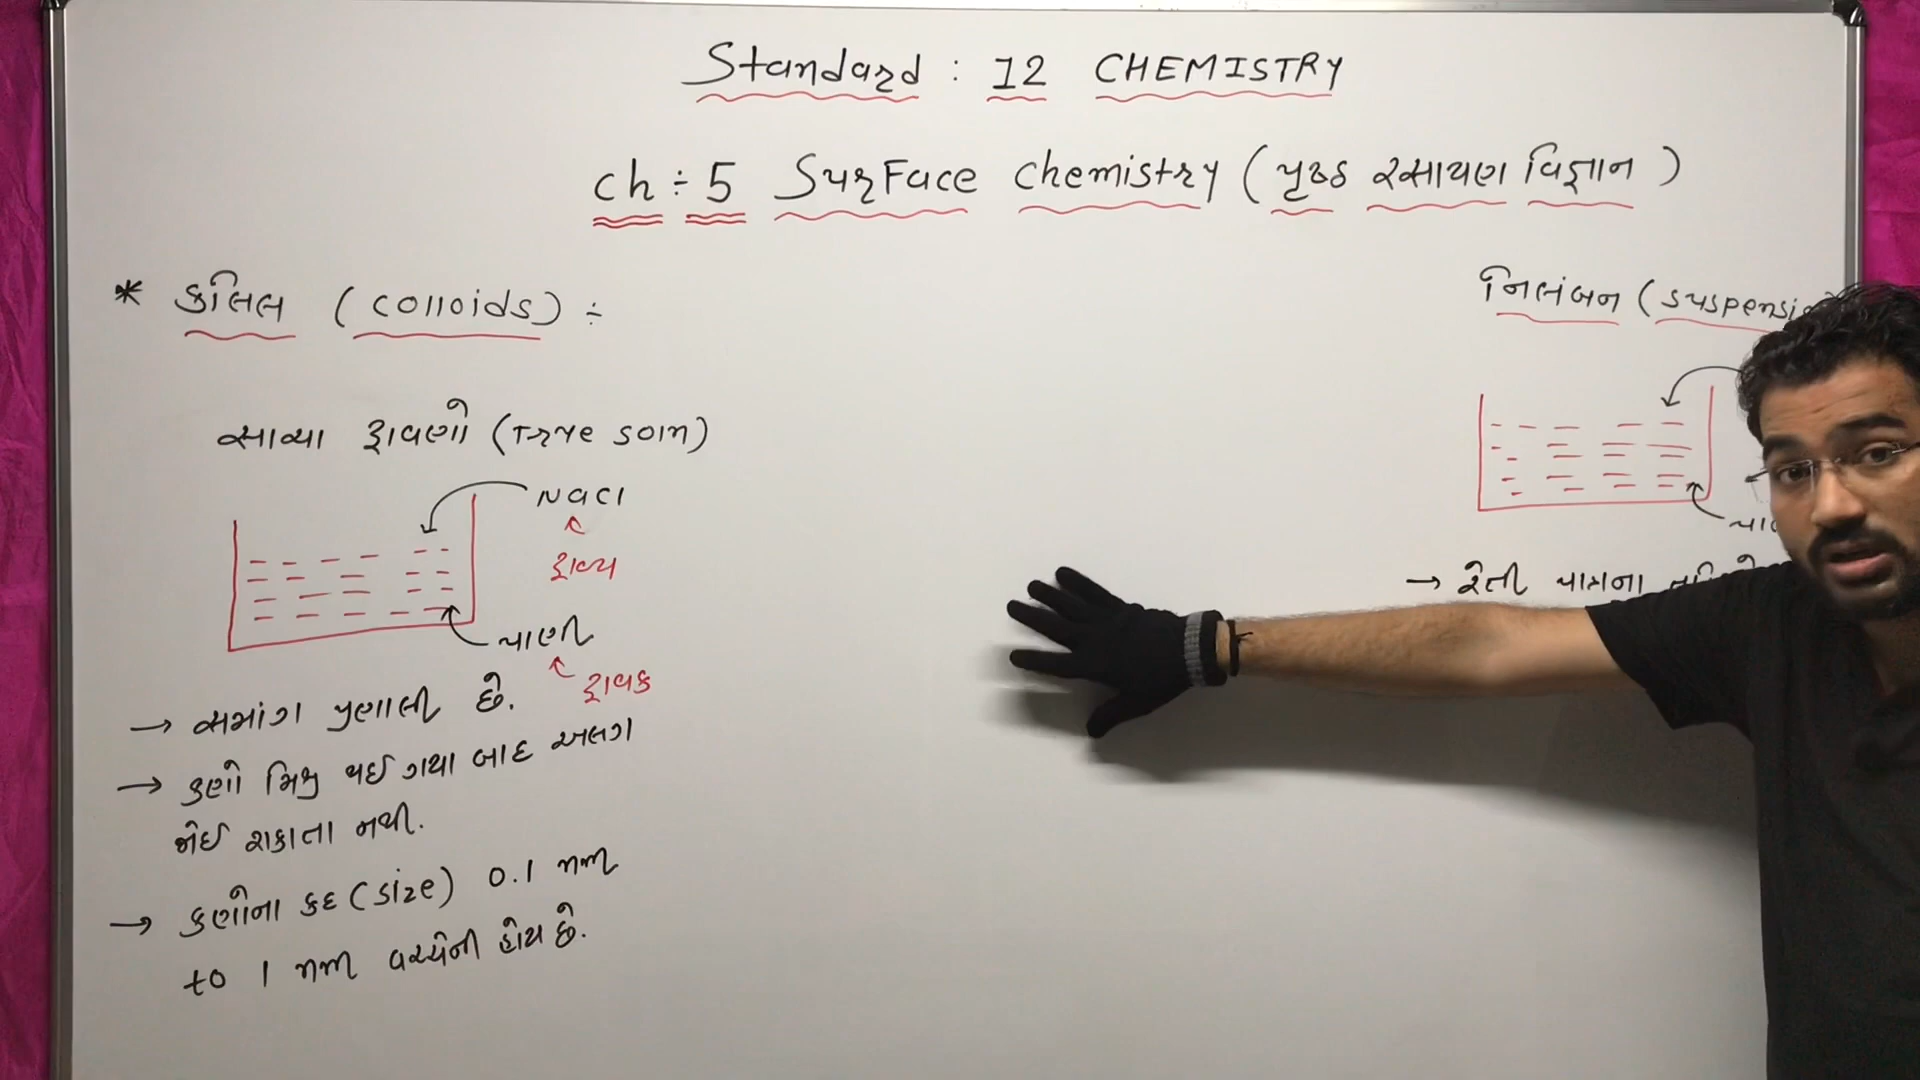 Standard : 12 CHEMISTRY
ch ÷ 5 Surface chemistry ( પૃષ્ઠ રસાયણ વિજ્ઞાન )
* કલિલ ( colloids ) ÷
નિલંબન ( suspensi
સાચા દ્રાવણો ( True soln )
NaCl
દ્રાવ્ય
પાણી
દ્રાવક
→ રેતી પાત્રના
→ સમાંગ પ્રણાલી છે.
→ કણો મિશ્ર થઈ ગયા બાદ અલગ
જોઈ શકાતા નથી.
→ કણોના કદ ( size ) 0.1 nm
to 1 nm વચ્ચેની હોય છે.